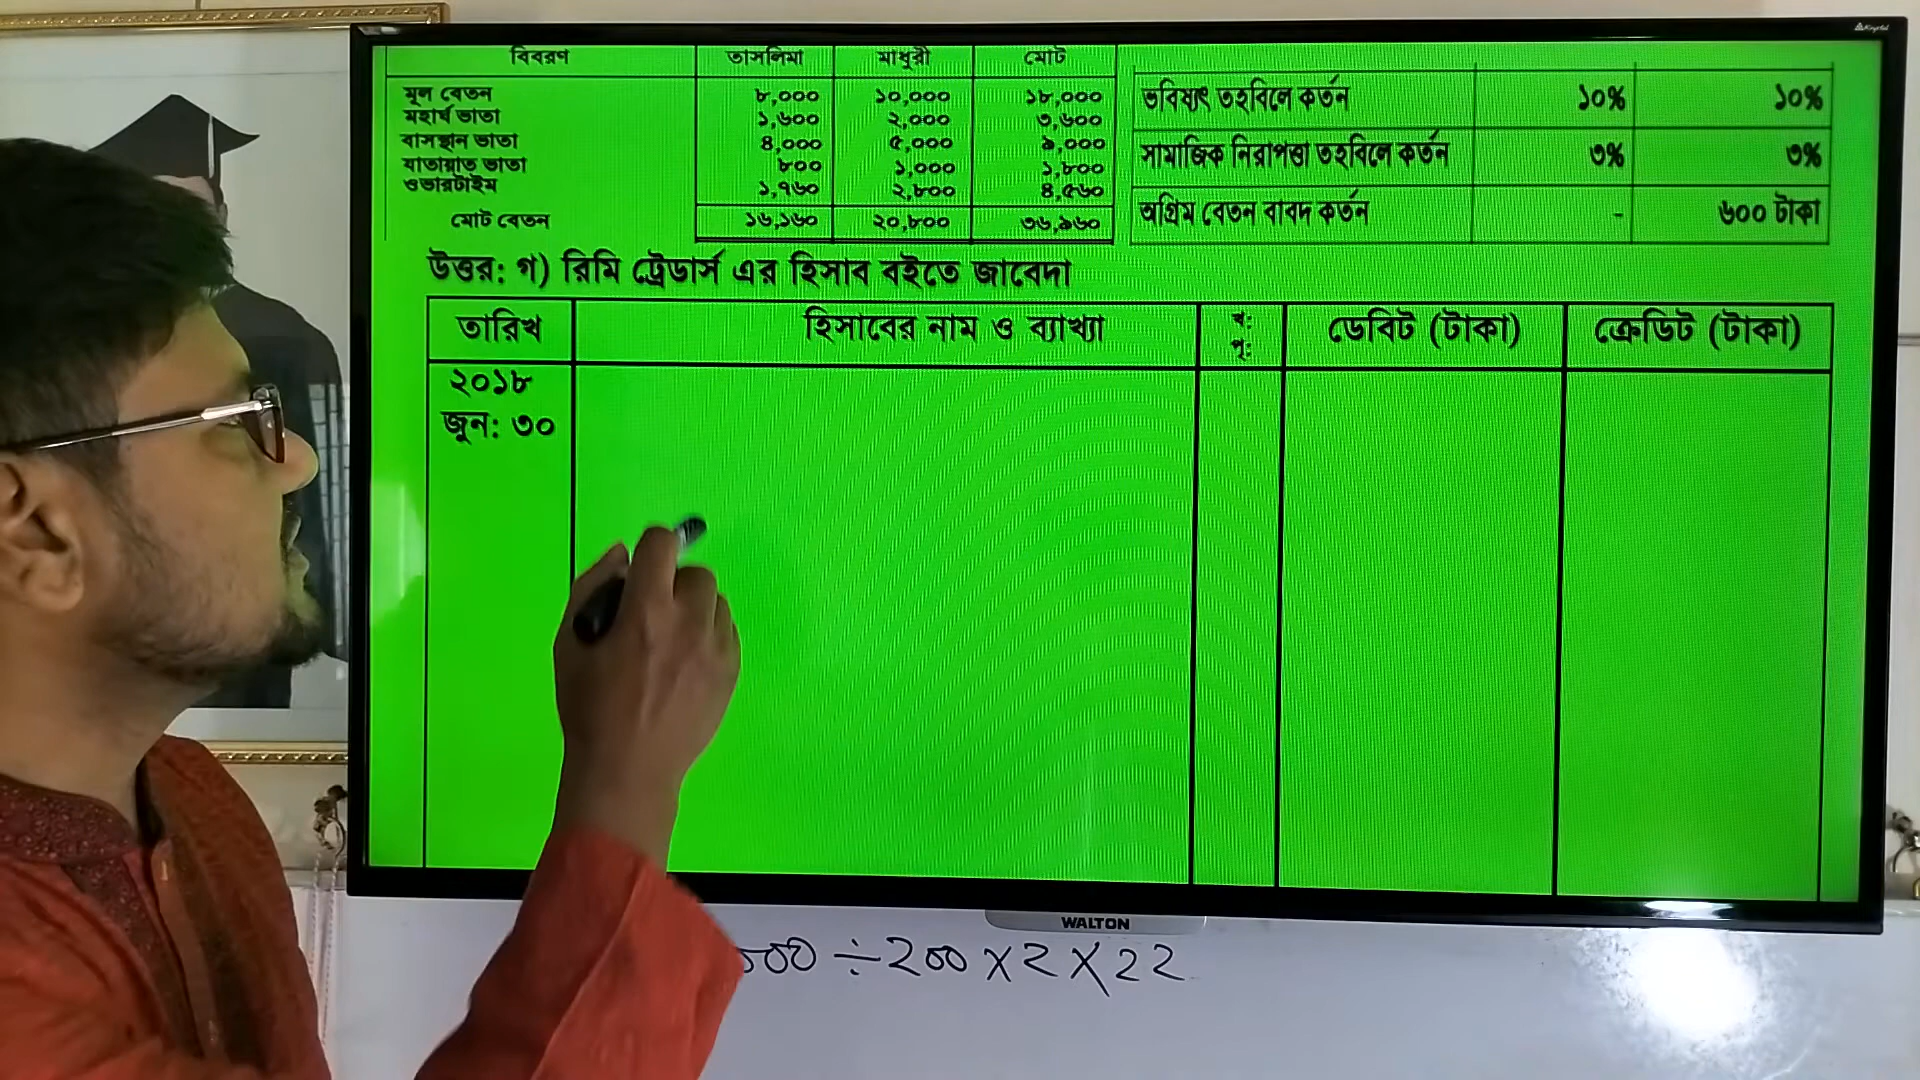 বিবরণ তাসলিমা মাধুরী মোট
মূল বেতন ৮,০০০ ১০,০০০ ১৮,০০০
মহার্ঘ ভাতা ১,৬০০ ২,০০০ ৩,৬০০
বাসস্থান ভাতা ৪,০০০ ৫,০০০ ৯,০০০
যাতায়াত ভাতা ৮০০ ১,০০০ ১,৮০০
ওভারটাইম ১,৭৬০ ২,৮০০ ৪,৫৬০
মোট বেতন ১৬,১৬০ ২০,৮০০ ৩৬,৯৬০
ভবিষ্যৎ তহবিলে কর্তন ১০% ১০%
সামাজিক নিরাপত্তা তহবিলে কর্তন ৩% ৩%
অগ্রিম বেতন বাবদ কর্তন - ৬০০ টাকা
উত্তর: গ) রিমি ট্রেডার্স এর হিসাব বইতে জাবেদা
তারিখ হিসাবের নাম ও ব্যাখ্যা খ: পৃ: ডেবিট (টাকা) ক্রেডিট (টাকা)
২০১৮
জুন: ৩০
WALTON
000 ÷ 200 x 2 x 22